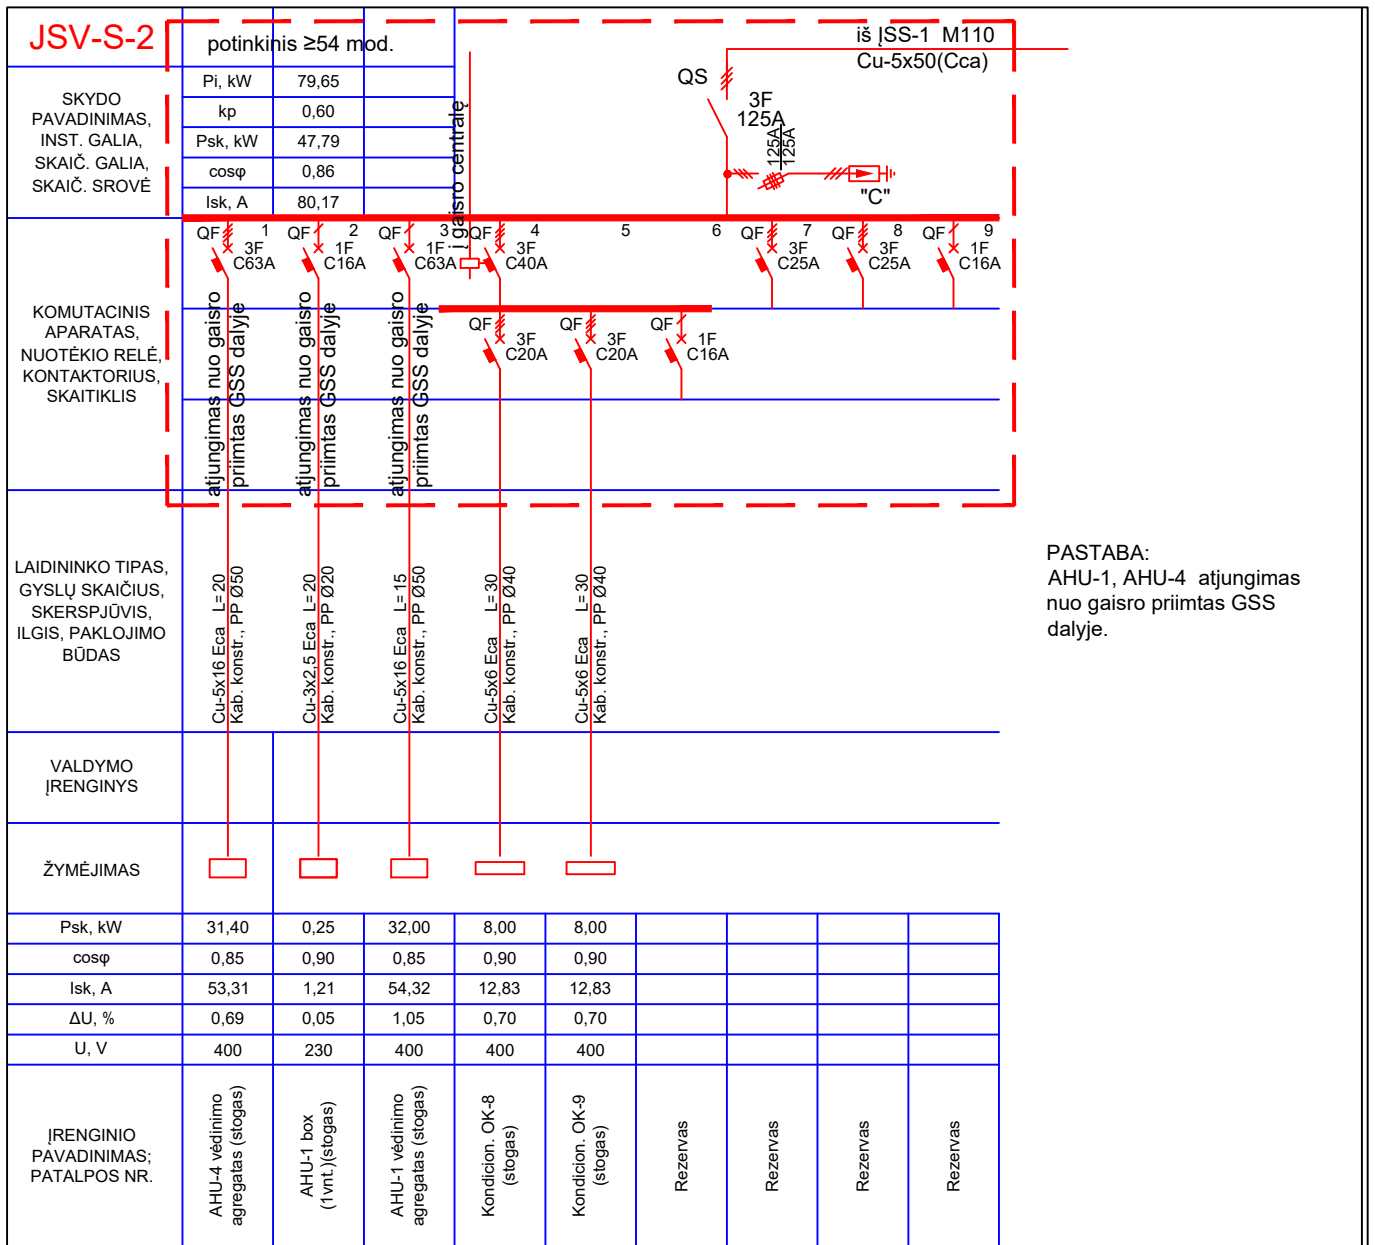 JSV-S-2
potinkinis ≥54 mod.
iš ĮSS-1 M110
Cu-5x50(Cca)
SKYDO
PAVADINIMAS,
INST. GALIA,
SKAIČ. GALIA,
SKAIČ. SROVĖ
Pi, kW 79,65
kp 0,60
Psk, kW 47,79
cosφ 0,86
Isk, A 80,17
į gaisro centralę
QS
3F
125A
125A
125A
"C"
KOMUTACINIS
APARATAS,
NUOTĖKIO RELĖ,
KONTAKTORIUS,
SKAITIKLIS
QF 1
3F
C63A
QF 2
1F
C16A
QF 3
1F
C63A
QF 4
3F
C40A
5
6
QF 7
3F
C25A
QF 8
3F
C25A
QF 9
1F
C16A
QF
3F
C20A
QF
3F
C20A
QF
1F
C16A
atjungimas nuo gaisro
priimtas GSS dalyje
atjungimas nuo gaisro
priimtas GSS dalyje
atjungimas nuo gaisro
priimtas GSS dalyje
LAIDININKO TIPAS,
GYSLŲ SKAIČIUS,
SKERSPJŪVIS,
ILGIS, PAKLOJIMO
BŪDAS
Cu-5x16 Eca L=20
Kab. konstr., PP Ø50
Cu-3x2,5 Eca L=20
Kab. konstr., PP Ø20
Cu-5x16 Eca L=15
Kab. konstr., PP Ø50
Cu-5x6 Eca L=30
Kab. konstr., PP Ø40
Cu-5x6 Eca L=30
Kab. konstr., PP Ø40
PASTABA:
AHU-1, AHU-4 atjungimas
nuo gaisro priimtas GSS
dalyje.
VALDYMO
ĮRENGINYS
ŽYMĖJIMAS
Psk, kW 31,40 0,25 32,00 8,00 8,00
cosφ 0,85 0,90 0,85 0,90 0,90
Isk, A 53,31 1,21 54,32 12,83 12,83
ΔU, % 0,69 0,05 1,05 0,70 0,70
U, V 400 230 400 400 400
ĮRENGINIO
PAVADINIMAS;
PATALPOS NR.
AHU-4 vėdinimo
agregatas (stogas)
AHU-1 box
(1vnt.)(stogas)
AHU-1 vėdinimo
agregatas (stogas)
Kondicion. OK-8
(stogas)
Kondicion. OK-9
(stogas)
Rezervas
Rezervas
Rezervas
Rezervas